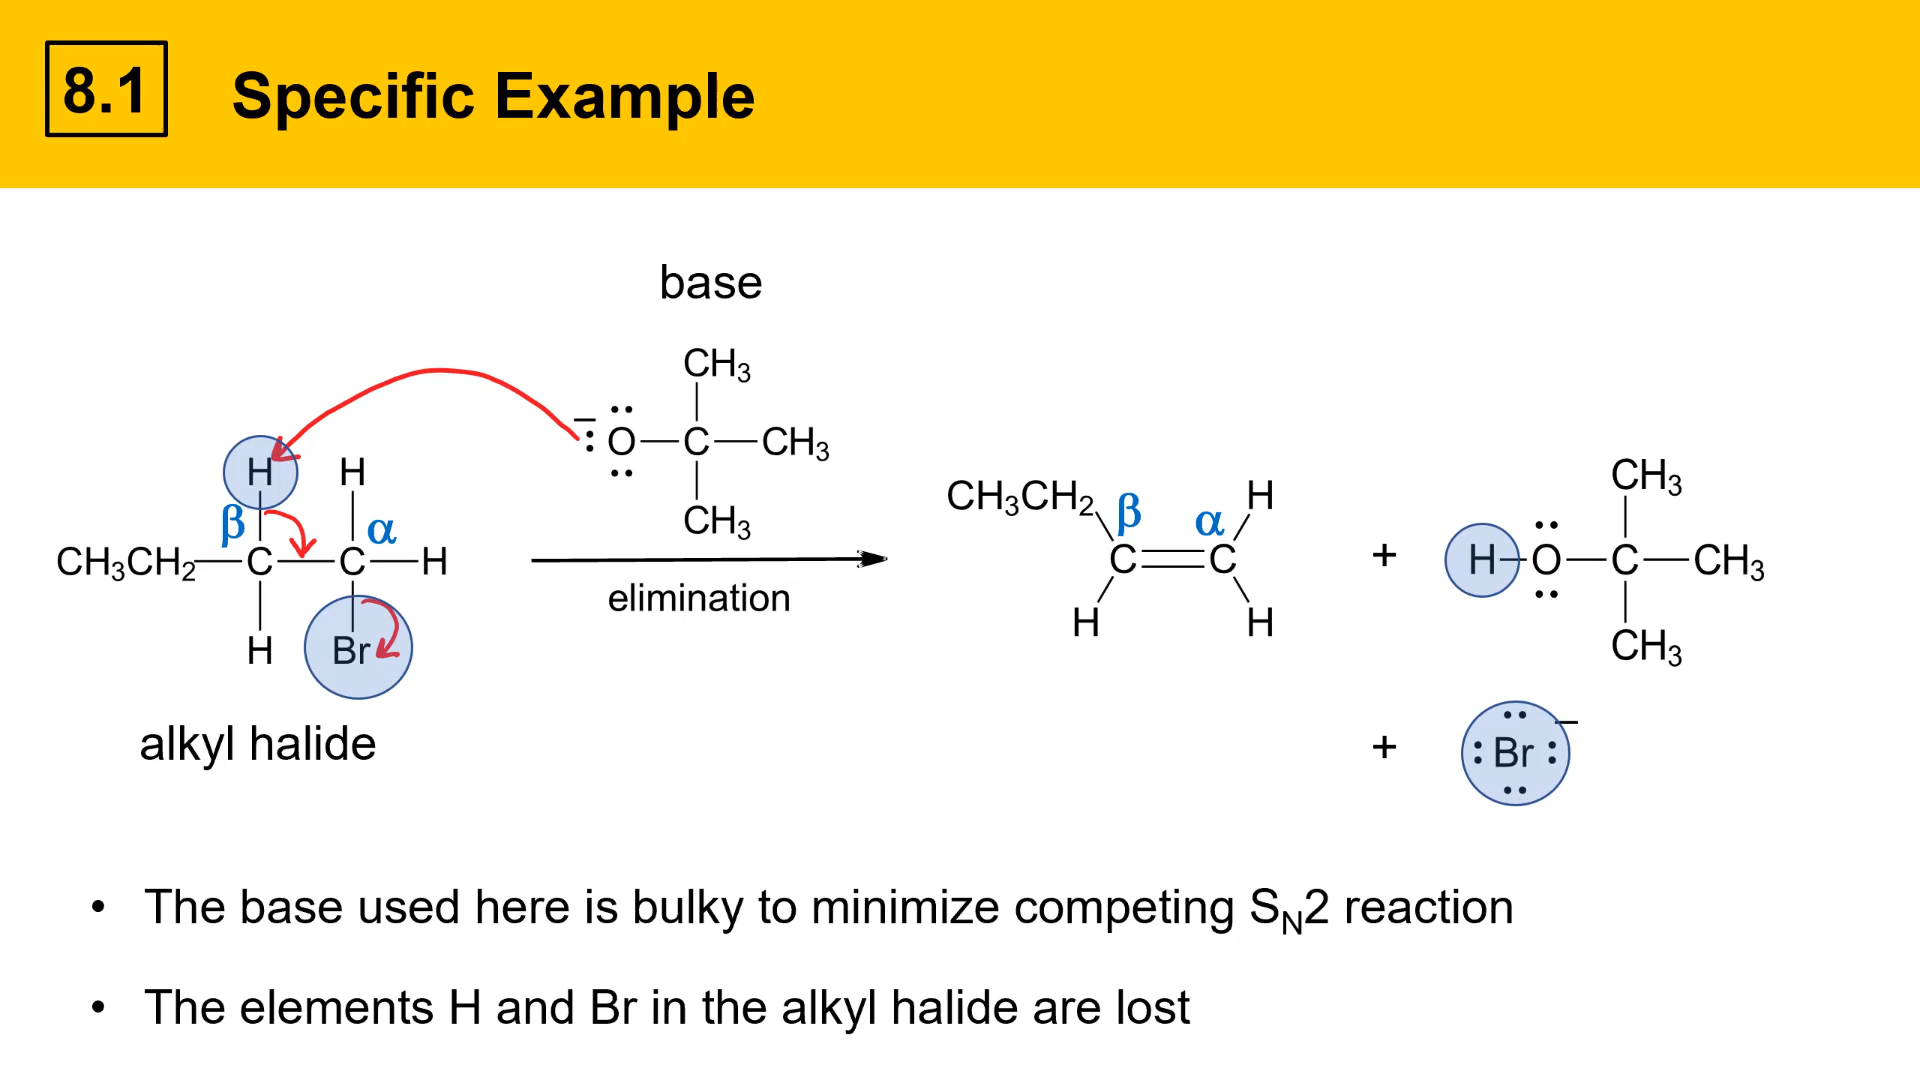 8.1 Specific Example
base
CH₃
− :Ö—C—CH₃
CH₃
H H
β α
CH₃CH₂—C—C—H
H Br
alkyl halide
elimination
CH₃CH₂ β α H
C=C
H H
+ H—O—C—CH₃
CH₃
CH₃
+ :Br: −
• The base used here is bulky to minimize competing Sₙ2 reaction
• The elements H and Br in the alkyl halide are lost